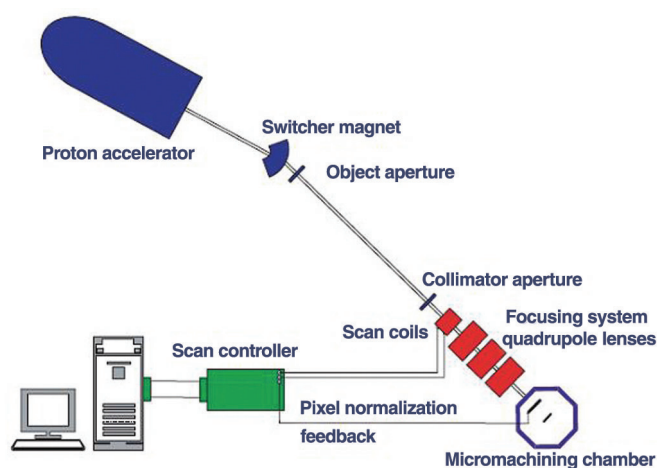 Switcher magnet
Proton accelerator
Object aperture
Collimator aperture
Scan coils
Focusing system
quadrupole lenses
Scan controller
Pixel normalization
feedback
Micromachining chamber